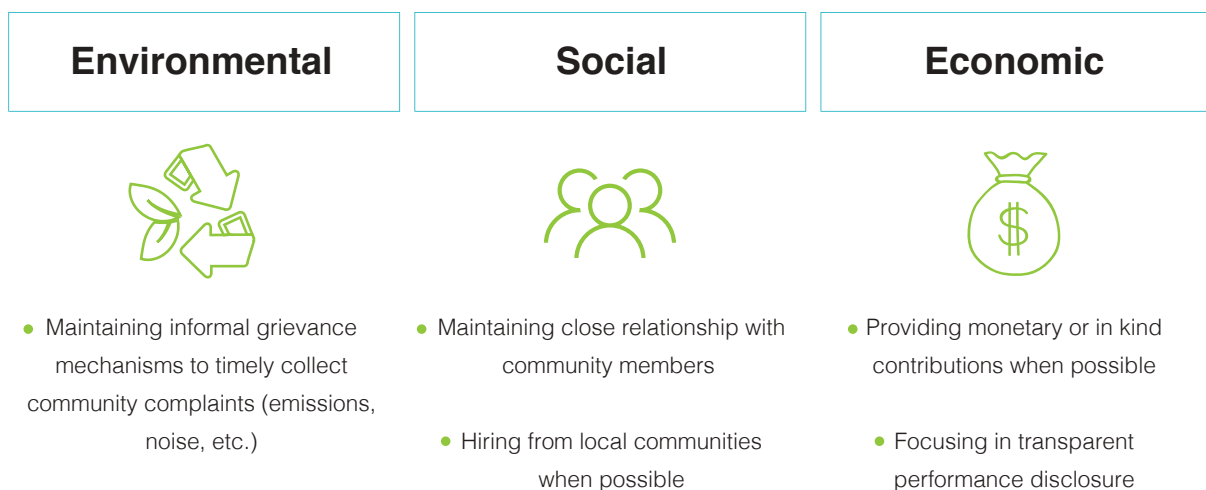 Environmental
Maintaining informal grievance
mechanisms to timely collect
community complaints (emissions,
noise, etc.)
Social
Maintaining close relationship with
community members
Hiring from local communities
when possible
Economic
$
Providing monetary or in kind
contributions when possible
Focusing in transparent
performance disclosure